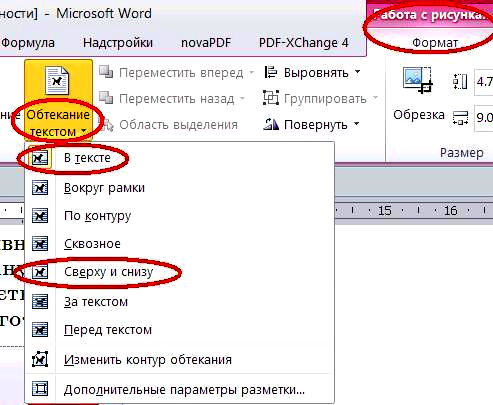 ности] - Microsoft Word
Работа с рисунка...
Формула Надстройки novaPDF PDF-XChange 4 Формат
Обтекание текстом
Переместить вперед
Переместить назад
Область выделения
Выровнять
Группировать
Повернуть
Обрезка
4.7
9.0
Размер
В тексте
Вокруг рамки
По контуру
Сквозное
Сверху и снизу
За текстом
Перед текстом
Изменить контур обтекания
Дополнительные параметры разметки...
15 16